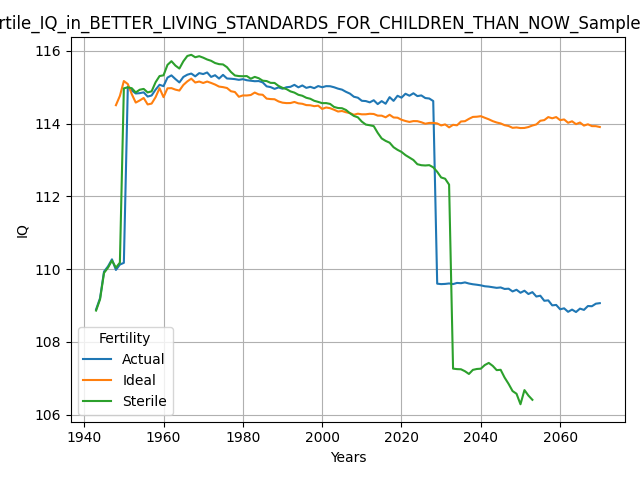 rtile_IQ_in_BETTER_LIVING_STANDARDS_FOR_CHILDREN_THAN_NOW_Sample
116
114
112
110
108
106
IQ
Fertility
Actual
Ideal
Sterile
1940 1960 1980 2000 2020 2040 2060
Years